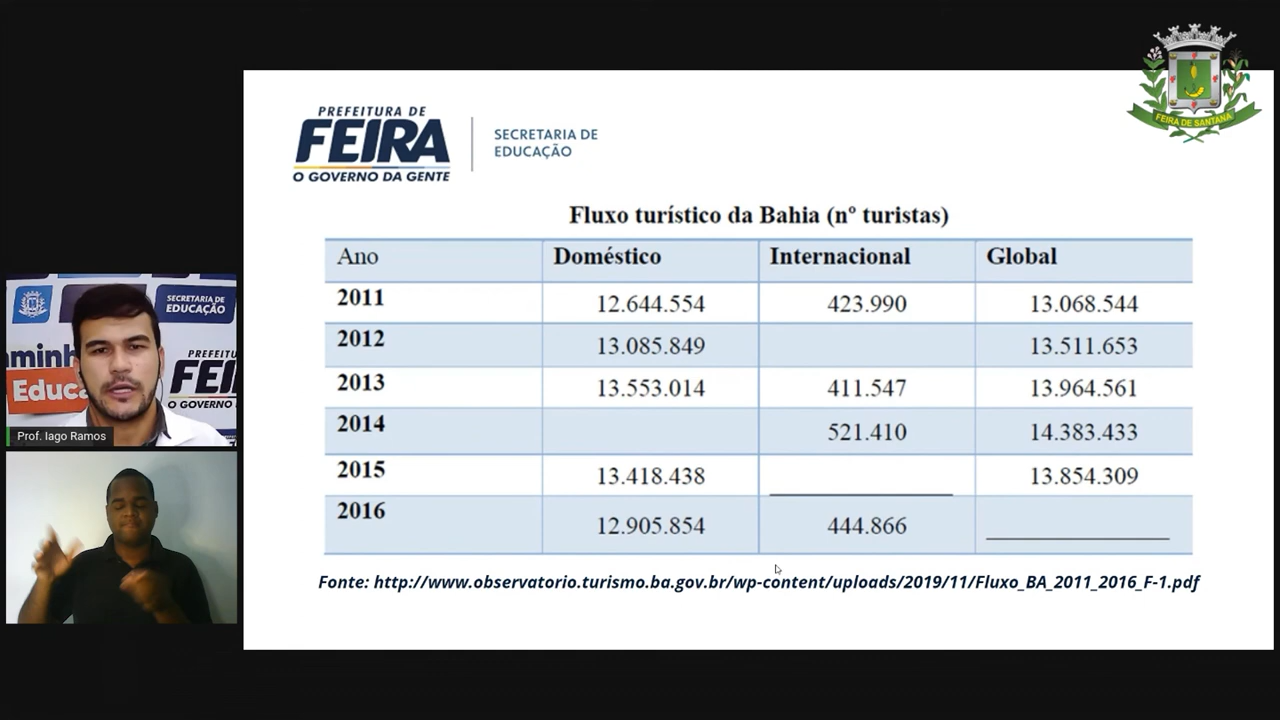 FEIRA DE SANTANA
PREFEITURA DE
FEIRA
O GOVERNO DA GENTE
SECRETARIA DE
EDUCAÇÃO
Fluxo turístico da Bahia (nº turistas)
Ano Doméstico Internacional Global
2011 12.644.554 423.990 13.068.544
2012 13.085.849 13.511.653
2013 13.553.014 411.547 13.964.561
2014 521.410 14.383.433
2015 13.418.438 13.854.309
2016 12.905.854 444.866
Fonte: http://www.observatorio.turismo.ba.gov.br/wp-content/uploads/2019/11/Fluxo_BA_2011_2016_F-1.pdf
SECRETARIA DE
EDUCAÇÃO
PREFEITU
FEI
O GOVERNO D
Educ
Prof. Iago Ramos